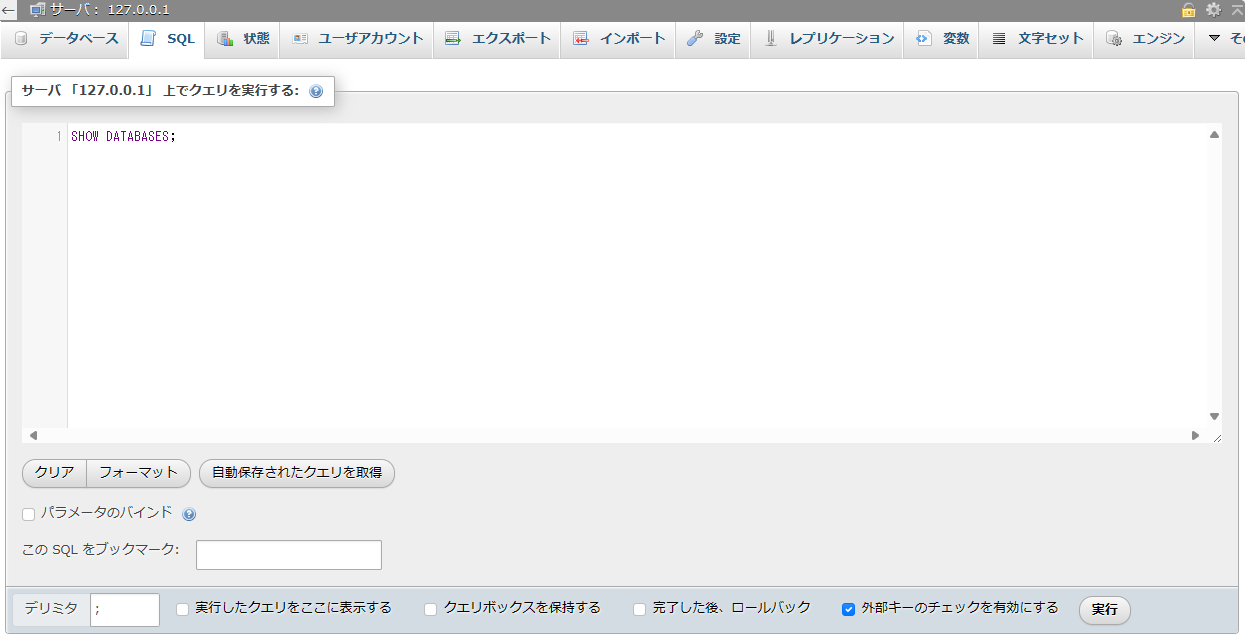 サーバ： 127.0.0.1
データベース SQL 状態 ユーザアカウント エクスポート インポート 設定 レプリケーション 変数 文字セット エンジン
サーバ 「127.0.0.1」 上でクエリを実行する:
1 SHOW DATABASES;
クリア フォーマット 自動保存されたクエリを取得
パラメータのバインド
この SQL をブックマーク:
デリミタ ; 実行したクエリをここに表示する クエリボックスを保持する 完了した後、ロールバック 外部キーのチェックを有効にする 実行